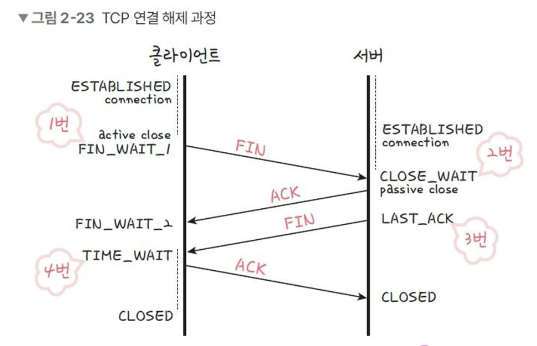 ▼ 그림 2-23 TCP 연결 해제 과정
클라이언트
서버
ESTABLISHED
connection
1번
active close
FIN_WAIT_1
FIN
ESTABLISHED
connection
2번
CLOSE_WAIT
passive close
ACK
FIN_WAIT_2
FIN
LAST_ACK
3번
TIME_WAIT
4번
ACK
CLOSED
CLOSED